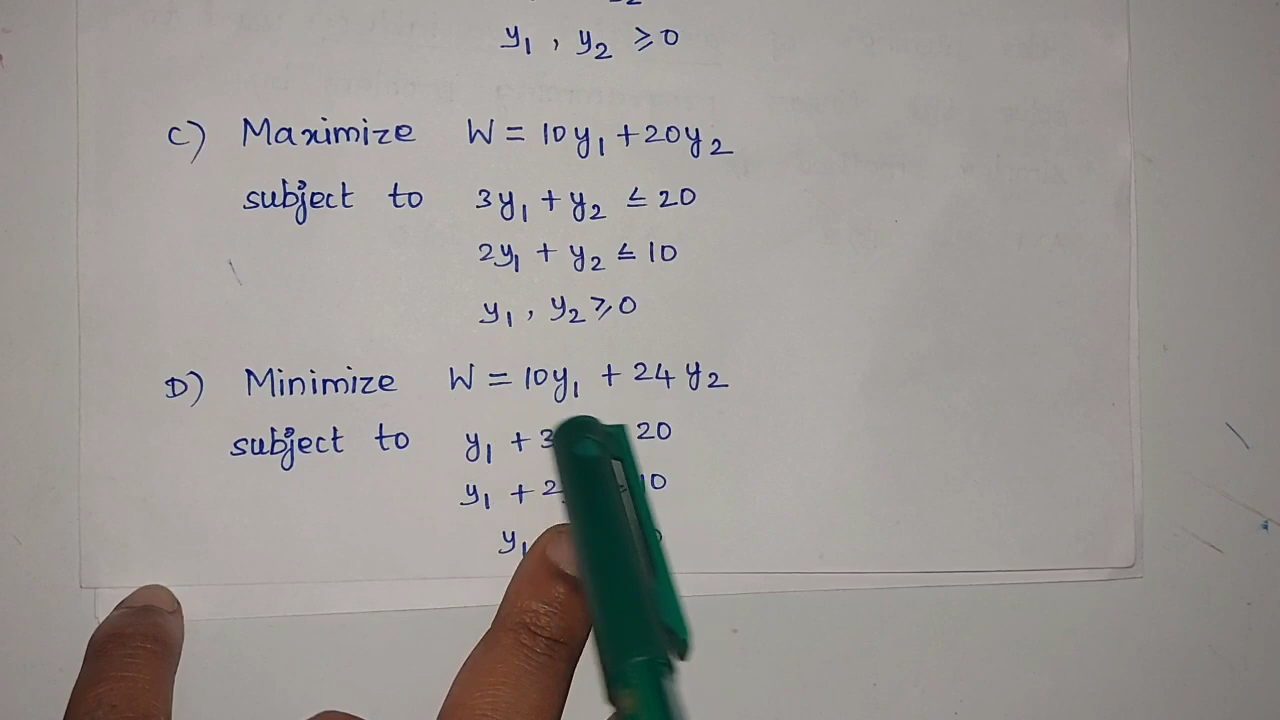 y₁, y₂ ⩾ 0
C) Maximize W = 10y₁ + 20y₂
subject to 3y₁ + y₂ ≤ 20
2y₁ + y₂ ≤ 10
y₁, y₂ ⩾ 0
D) Minimize W = 10y₁ + 24y₂
subject to y₁ + 3 20
y₁ + 2 10
y₁